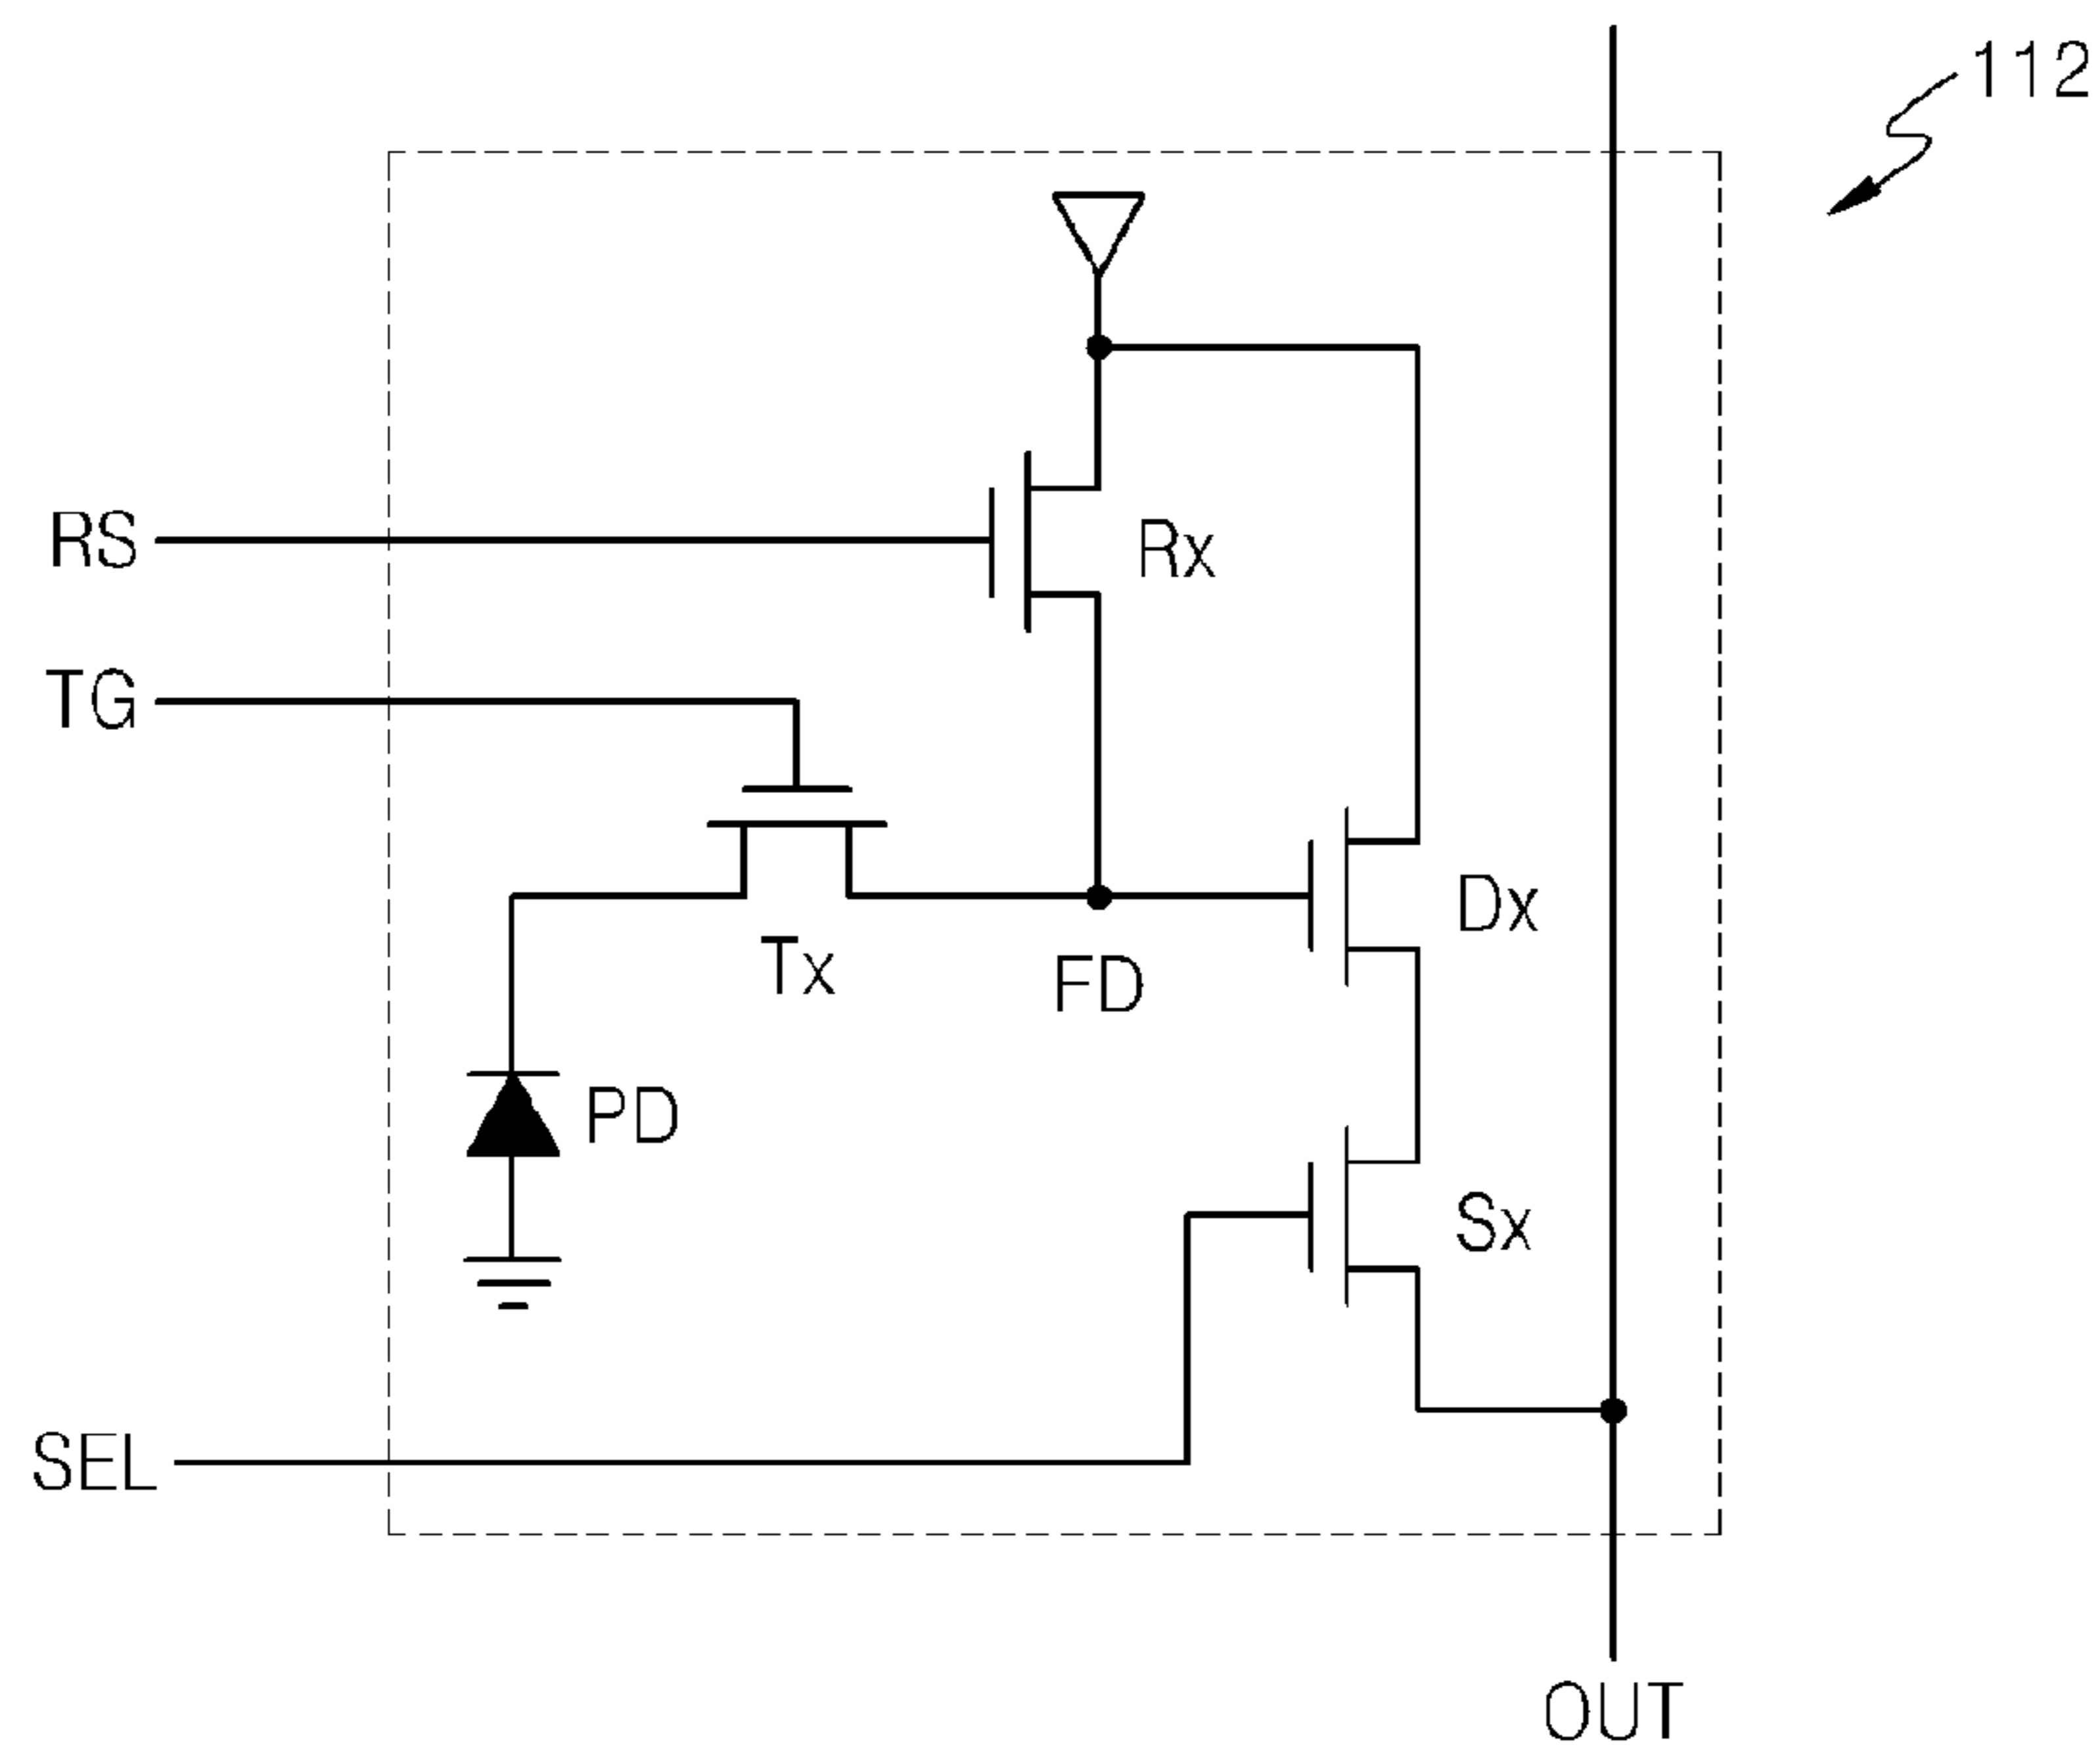 112
RS
Rx
TG
Dx
Tx
FD
PD
Sx
SEL
OUT